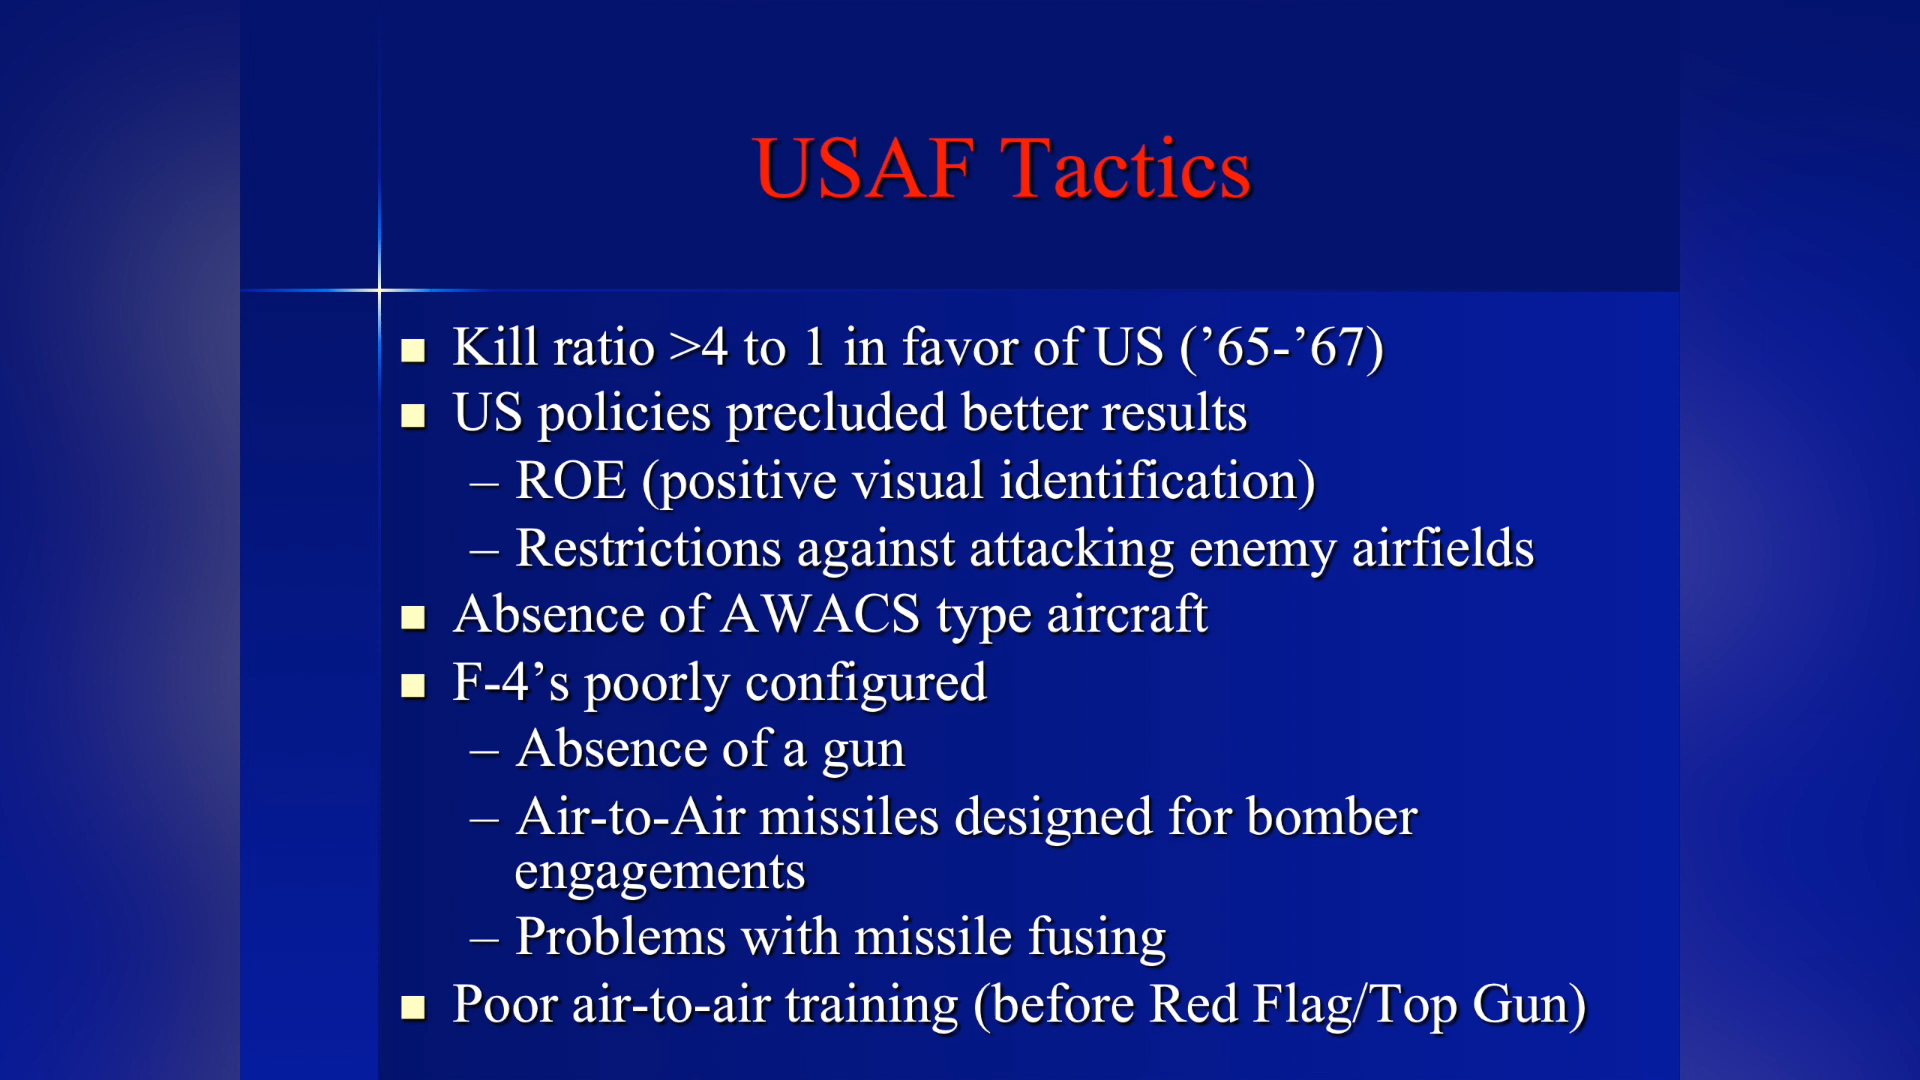 USAF Tactics
Kill ratio >4 to 1 in favor of US (’65-’67)
US policies precluded better results
– ROE (positive visual identification)
– Restrictions against attacking enemy airfields
Absence of AWACS type aircraft
F-4’s poorly configured
– Absence of a gun
– Air-to-Air missiles designed for bomber
engagements
– Problems with missile fusing
Poor air-to-air training (before Red Flag/Top Gun)